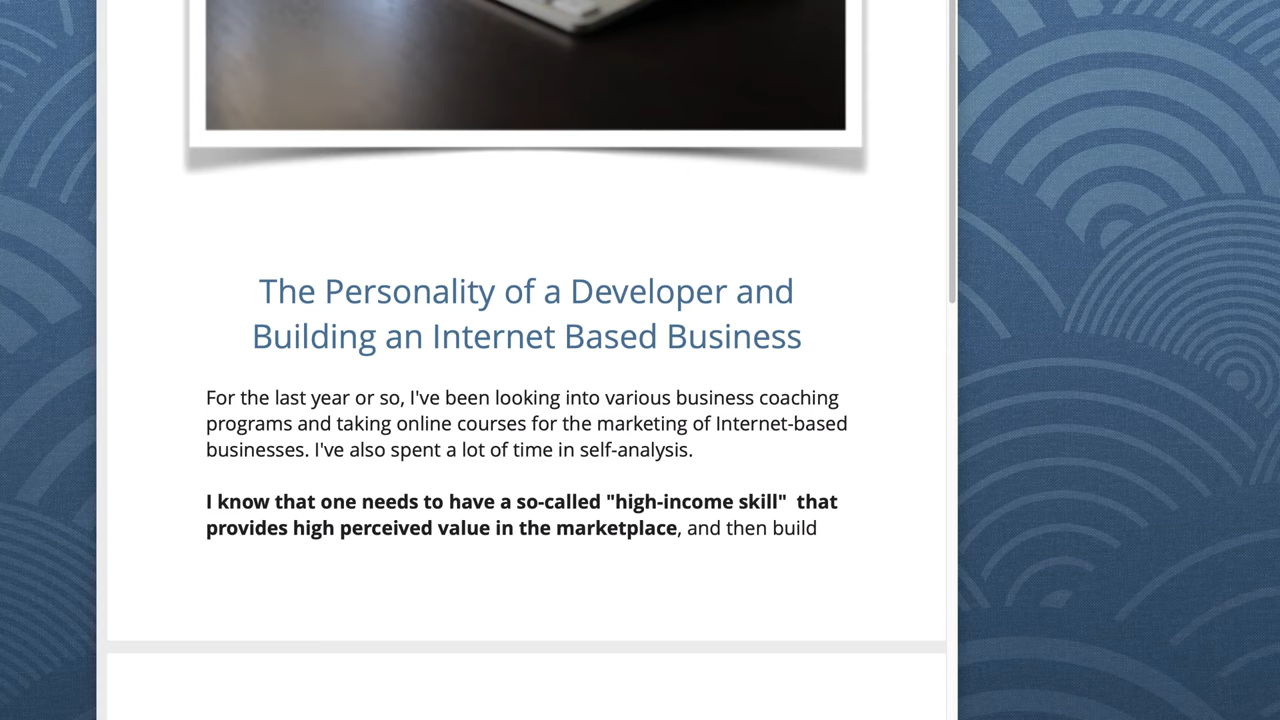 The Personality of a Developer and
Building an Internet Based Business
For the last year or so, I've been looking into various business coaching
programs and taking online courses for the marketing of Internet-based
businesses. I've also spent a lot of time in self-analysis.
I know that one needs to have a so-called "high-income skill"  that
provides high perceived value in the marketplace, and then build